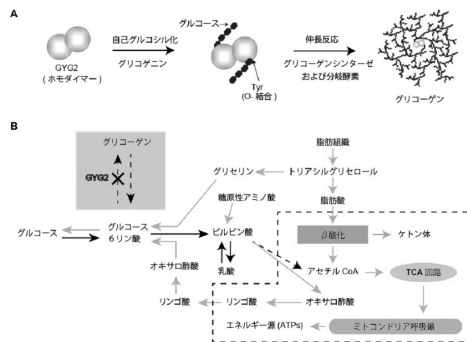 A
GYG2
(ホモダイマー)
自己グルコシル化
グリコゲニン
グルコース
Tyr
(O- 結合)
伸長反応
グリコーゲンシンターゼ
および分岐酵素
グリコーゲン
B
グリコーゲン
GYG2
グルコース
グルコース
6リン酸
グリセリン
糖原性アミノ酸
ピルビン酸
乳酸
オキサロ酢酸
リンゴ酸
リンゴ酸
オキサロ酢酸
脂肪組織
トリアシルグリセロール
脂肪酸
β酸化
ケトン体
アセチル CoA
TCA 回路
エネルギー源 (ATPs)
ミトコンドリア呼吸鎖